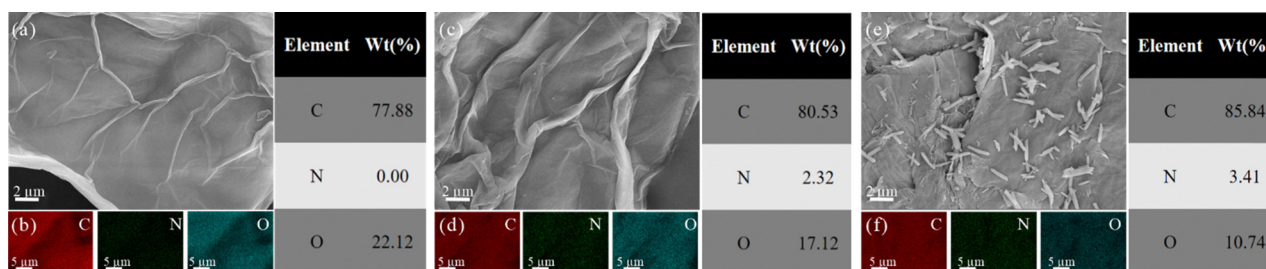 (a)
2 μm
Element Wt(%)
C 77.88
N 0.00
O 22.12
(b) C
5 μm
N
5 μm
O
5 μm
(c)
2 μm
Element Wt(%)
C 80.53
N 2.32
O 17.12
(d) C
5 μm
N
5 μm
O
5 μm
(e)
2 μm
Element Wt(%)
C 85.84
N 3.41
O 10.74
(f) C
5 μm
N
5 μm
O
5 μm